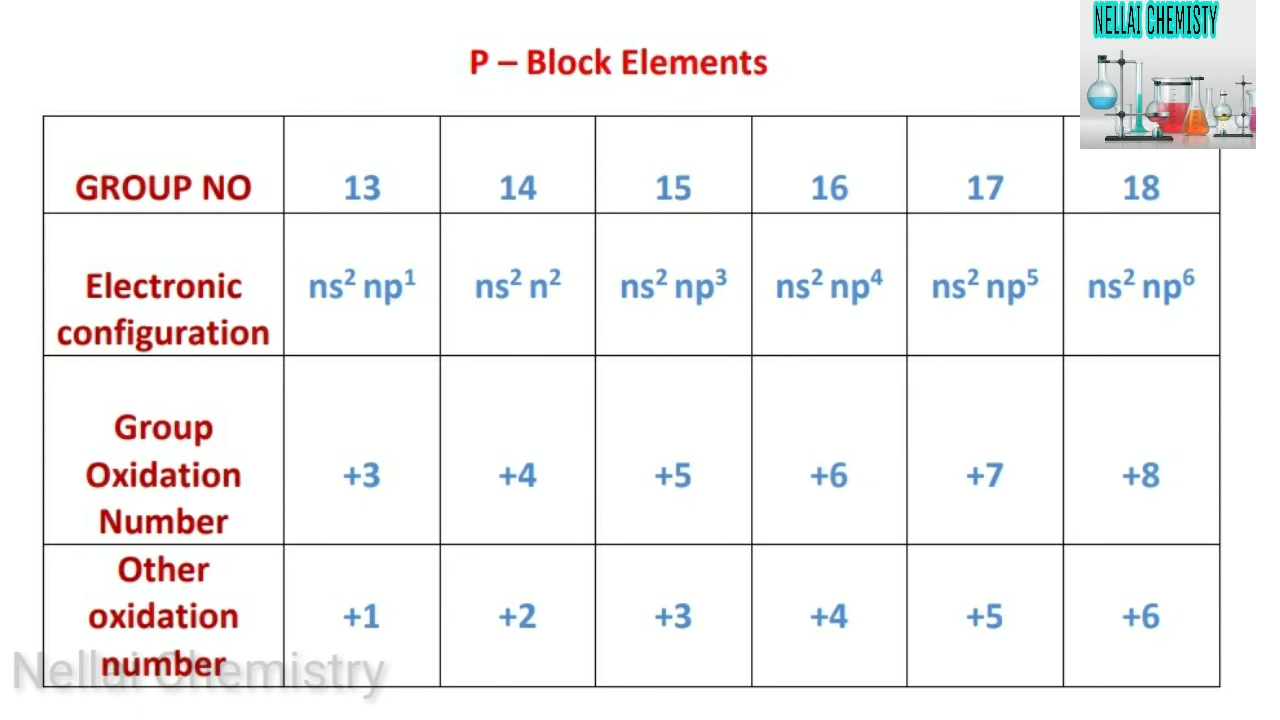 NELLAI CHEMISTY
P – Block Elements
GROUP NO 13 14 15 16 17 18
Electronic configuration ns² np¹ ns² n² ns² np³ ns² np⁴ ns² np⁵ ns² np⁶
Group Oxidation Number +3 +4 +5 +6 +7 +8
Other oxidation number +1 +2 +3 +4 +5 +6
Nellai Chemistry